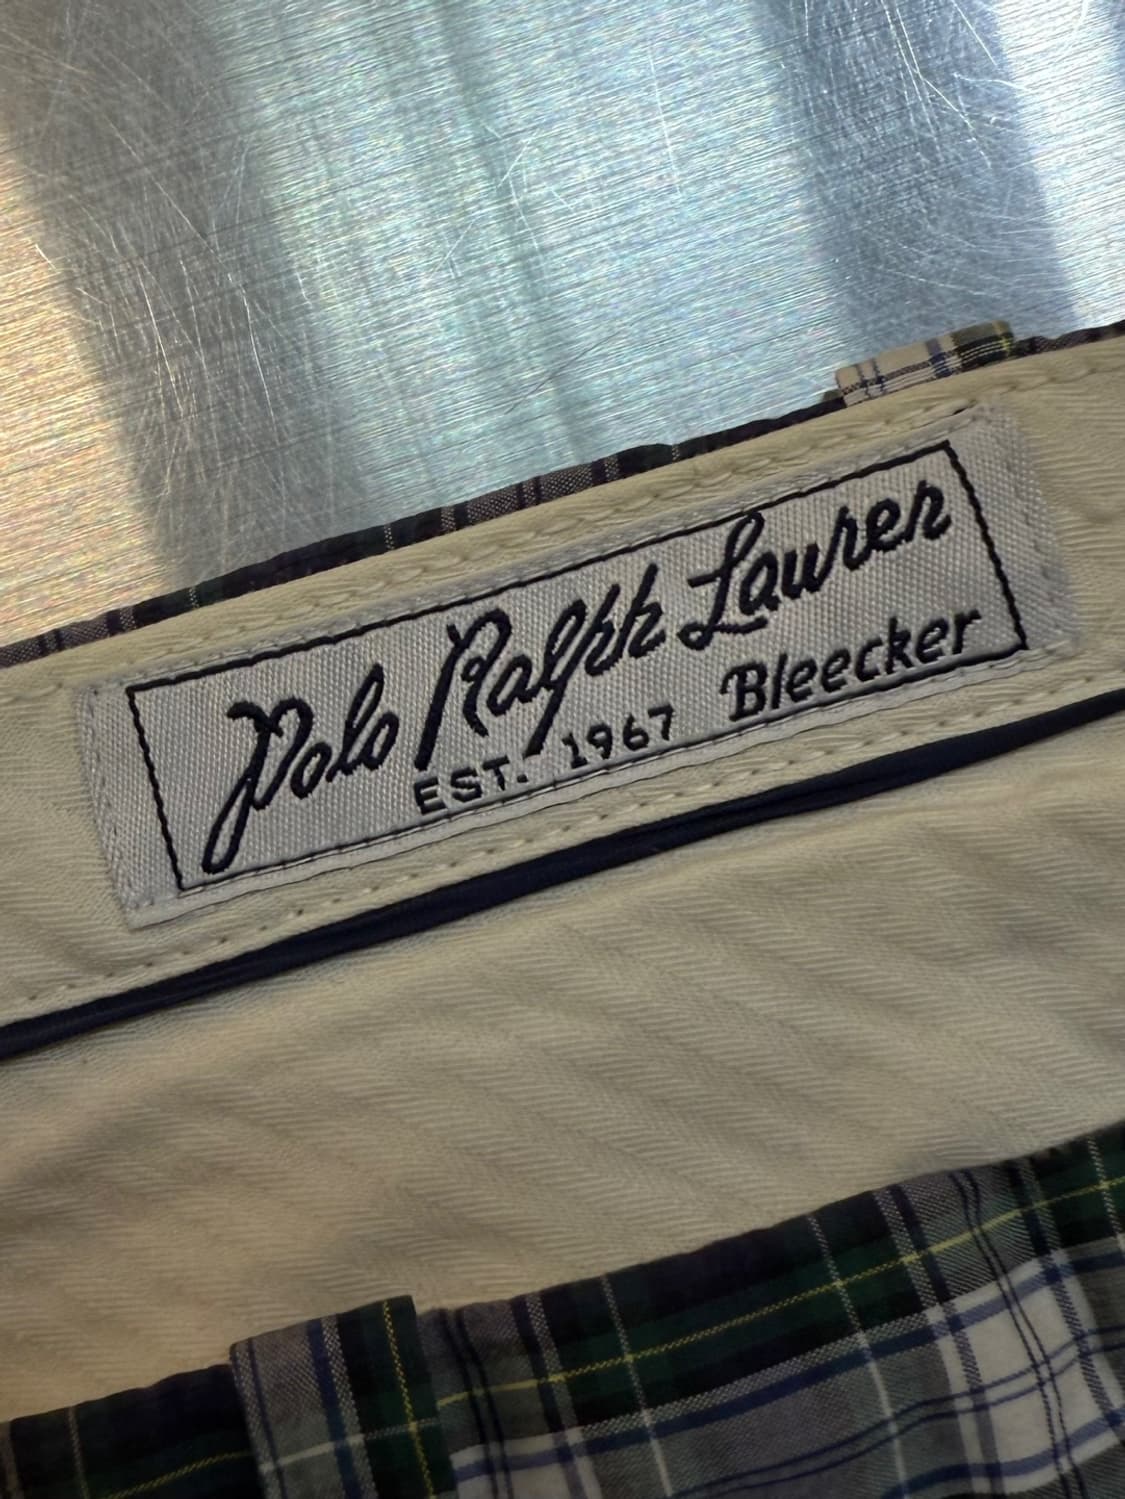 Polo Ralph Lauren
EST. 1967 Bleecker